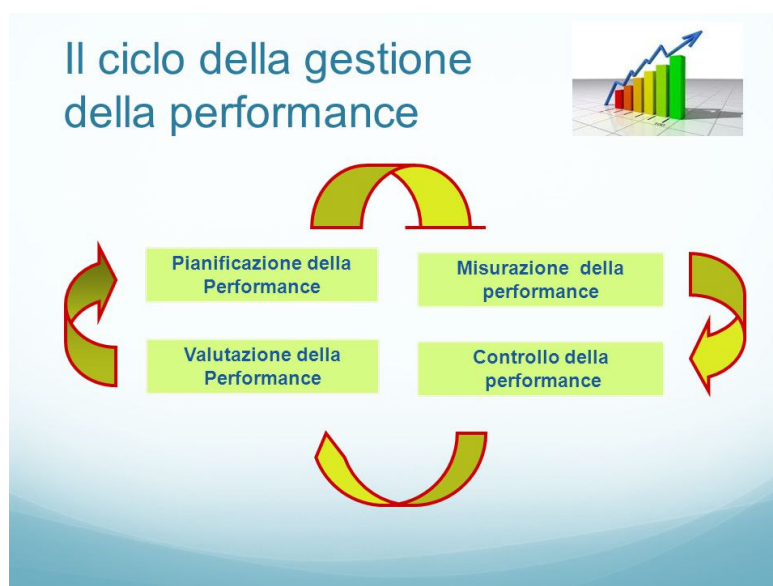 Il ciclo della gestione
della performance
Pianificazione della
Performance
Misurazione della
performance
Valutazione della
Performance
Controllo della
performance